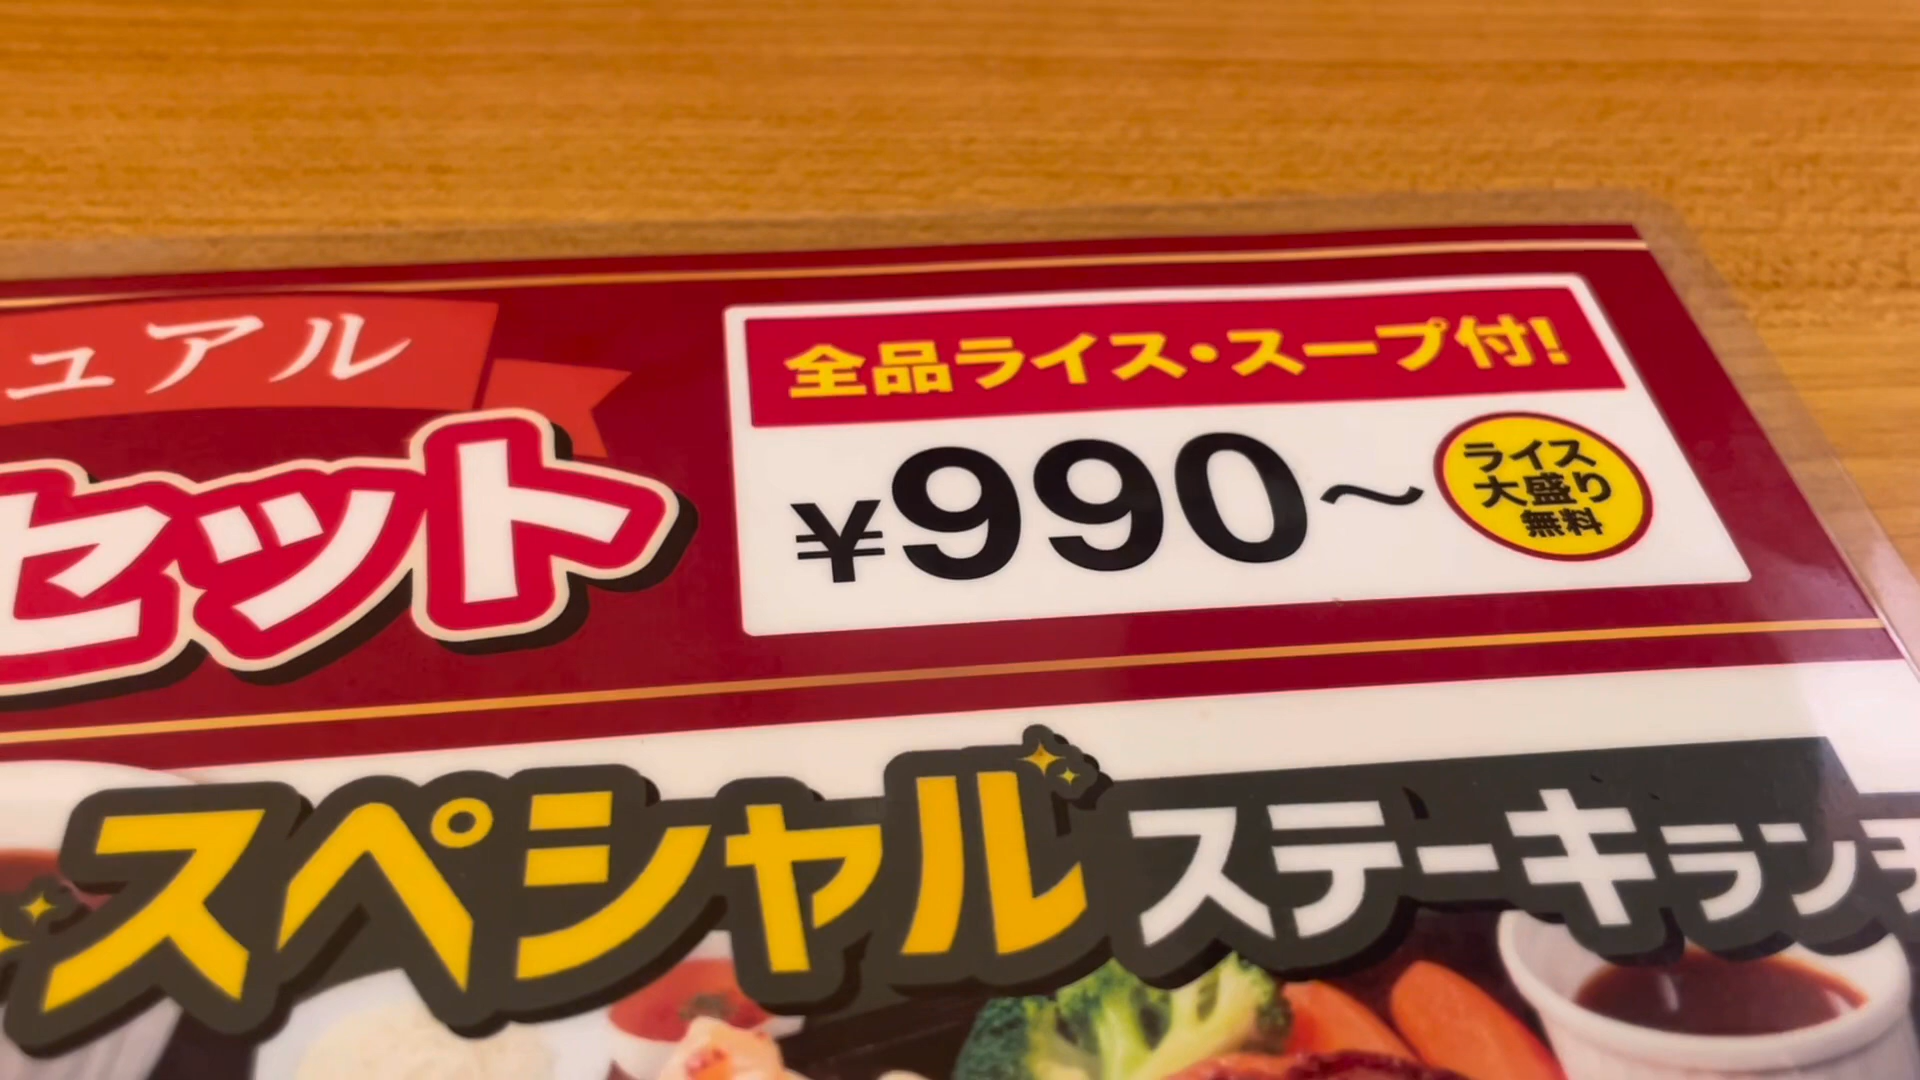 ュアル
セット
全品ライス・スープ付!
¥990〜
ライス
大盛り
無料
スペシャルステーキランチ